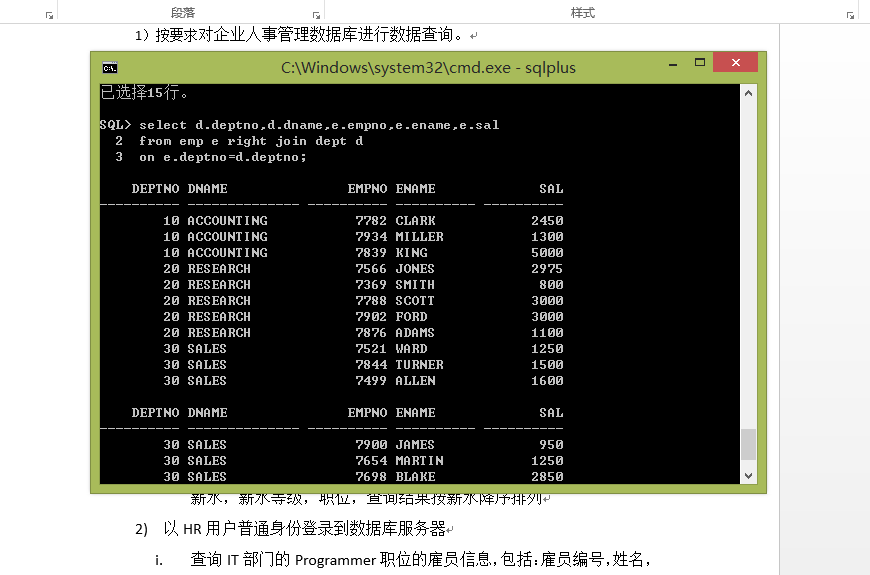 段落
样式
1）按要求对企业人事管理数据库进行数据查询。
C:\Windows\system32\cmd.exe - sqlplus
已选择15行。
SQL> select d.deptno,d.dname,e.empno,e.ename,e.sal
2 from emp e right join dept d
3 on e.deptno=d.deptno;
DEPTNO DNAME EMPNO ENAME SAL
---------- -------------- ---------- ---------- ----------
10 ACCOUNTING 7782 CLARK 2450
10 ACCOUNTING 7934 MILLER 1300
10 ACCOUNTING 7839 KING 5000
20 RESEARCH 7566 JONES 2975
20 RESEARCH 7369 SMITH 800
20 RESEARCH 7788 SCOTT 3000
20 RESEARCH 7902 FORD 3000
20 RESEARCH 7876 ADAMS 1100
30 SALES 7521 WARD 1250
30 SALES 7844 TURNER 1500
30 SALES 7499 ALLEN 1600
DEPTNO DNAME EMPNO ENAME SAL
---------- -------------- ---------- ---------- ----------
30 SALES 7900 JAMES 950
30 SALES 7654 MARTIN 1250
30 SALES 7698 BLAKE 2850
薪水，薪水等级，职位，查询结果按薪水降序排列
2) 以 HR 用户普通身份登录到数据库服务器
i. 查询 IT 部门的 Programmer 职位的雇员信息，包括：雇员编号，姓名，